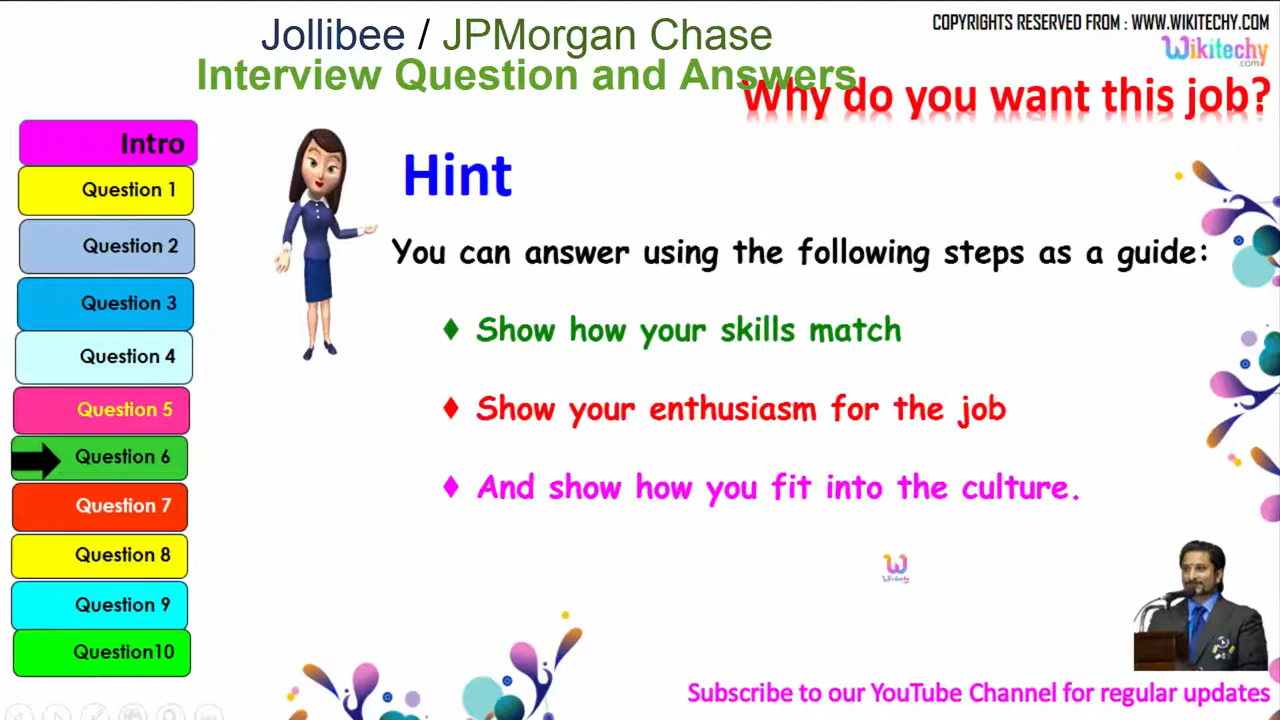 Jollibee / JPMorgan Chase
Interview Question and Answers
COPYRIGHTS RESERVED FROM : WWW.WIKITECHY.COM
Wikitechy
.com
Why do you want this job?
Intro
Question 1
Question 2
Question 3
Question 4
Question 5
Question 6
Question 7
Question 8
Question 9
Question10
Hint
You can answer using the following steps as a guide:
Show how your skills match
Show your enthusiasm for the job
And show how you fit into the culture.
Wikitechy
Subscribe to our YouTube Channel for regular updates